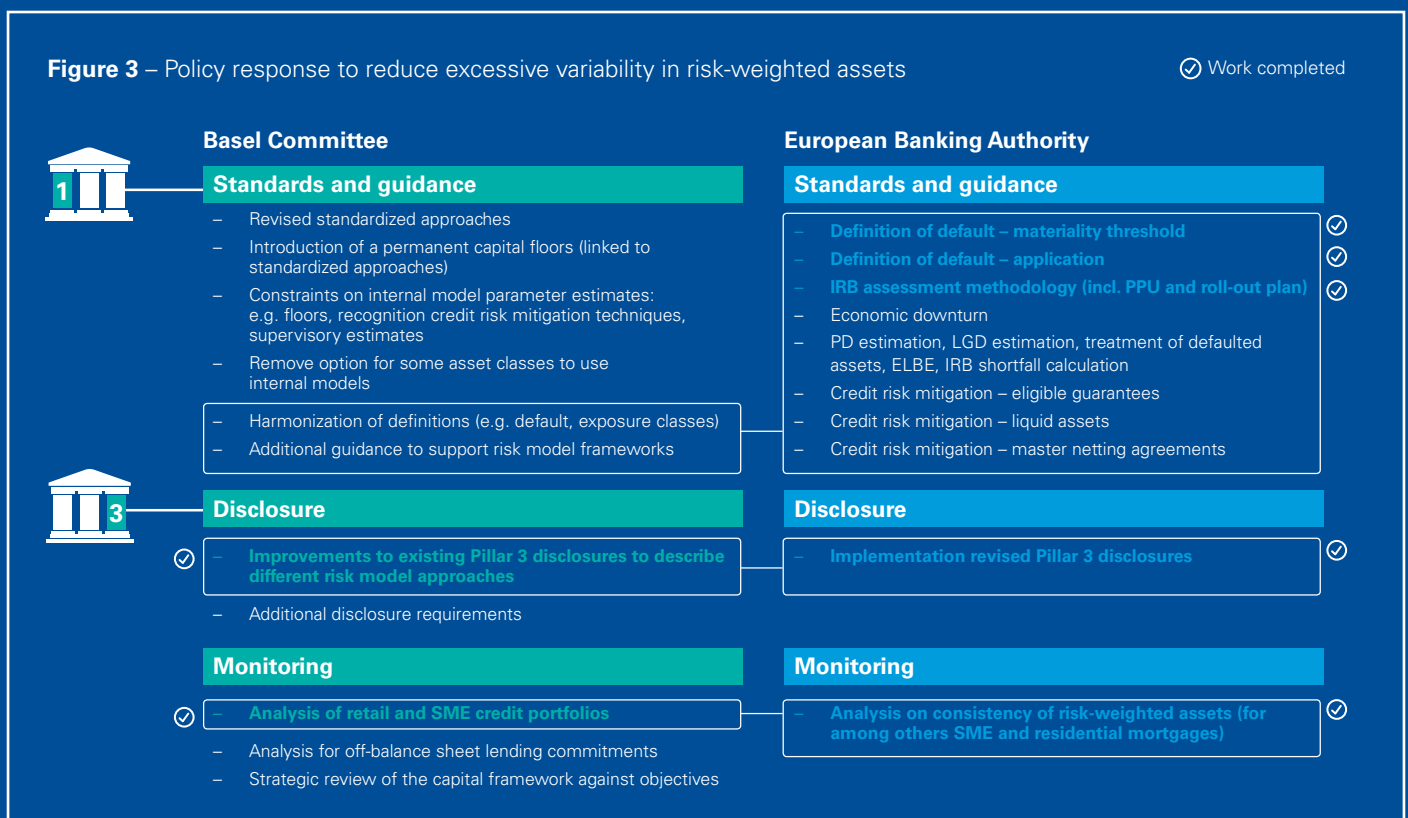 Figure 3 – Policy response to reduce excessive variability in risk-weighted assets
Work completed
Basel Committee
1
Standards and guidance
– Revised standardized approaches
– Introduction of a permanent capital floors (linked to
standardized approaches)
– Constraints on internal model parameter estimates:
e.g. floors, recognition credit risk mitigation techniques,
supervisory estimates
– Remove option for some asset classes to use
internal models
– Harmonization of definitions (e.g. default, exposure classes)
– Additional guidance to support risk model frameworks
3
Disclosure
– Improvements to existing Pillar 3 disclosures to describe
different risk model approaches
– Additional disclosure requirements
Monitoring
– Analysis of retail and SME credit portfolios
– Analysis for off-balance sheet lending commitments
– Strategic review of the capital framework against objectives
European Banking Authority
Standards and guidance
– Definition of default – materiality threshold
– Definition of default – application
– IRB assessment methodology (incl. PPU and roll-out plan)
– Economic downturn
– PD estimation, LGD estimation, treatment of defaulted
assets, ELBE, IRB shortfall calculation
– Credit risk mitigation – eligible guarantees
– Credit risk mitigation – liquid assets
– Credit risk mitigation – master netting agreements
Disclosure
– Implementation revised Pillar 3 disclosures
Monitoring
– Analysis on consistency of risk-weighted assets (for
among others SME and residential mortgages)